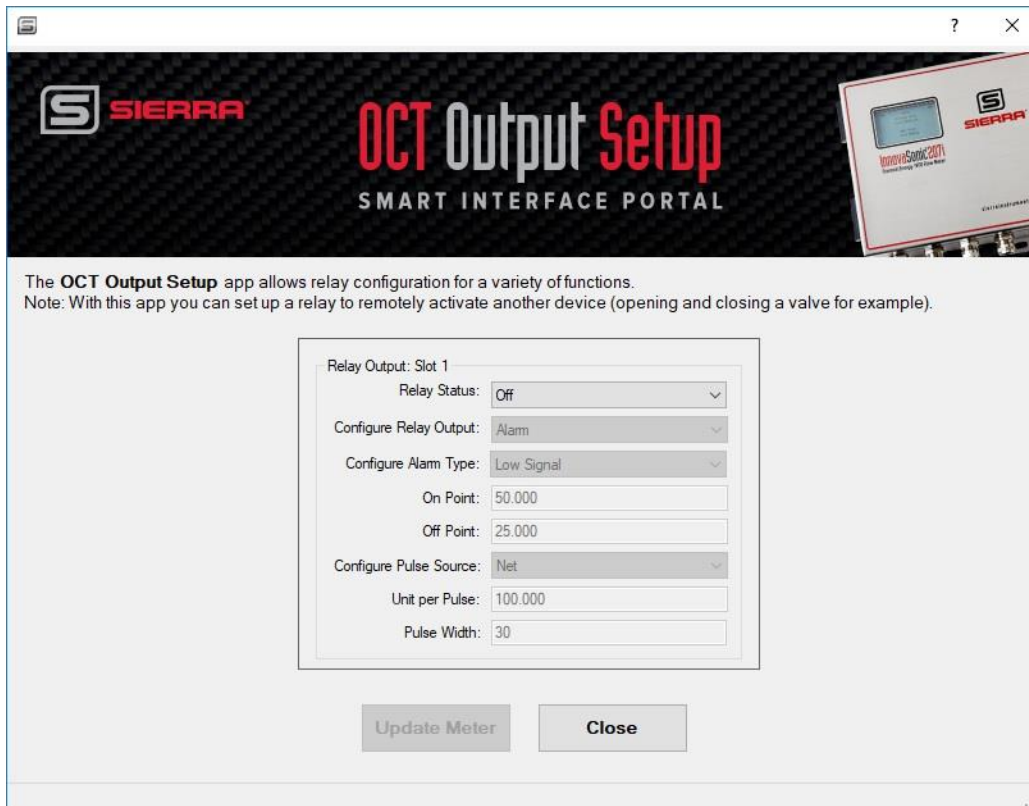 ?
SIERRA
OCT Output Setup
SMART INTERFACE PORTAL
SIERRA
InnovaSonic 207i
The OCT Output Setup app allows relay configuration for a variety of functions.
Note: With this app you can set up a relay to remotely activate another device (opening and closing a valve for example).
Relay Output: Slot 1
Relay Status: Off
Configure Relay Output: Alarm
Configure Alarm Type: Low Signal
On Point: 50.000
Off Point: 25.000
Configure Pulse Source: Net
Unit per Pulse: 100.000
Pulse Width: 30
Update Meter
Close